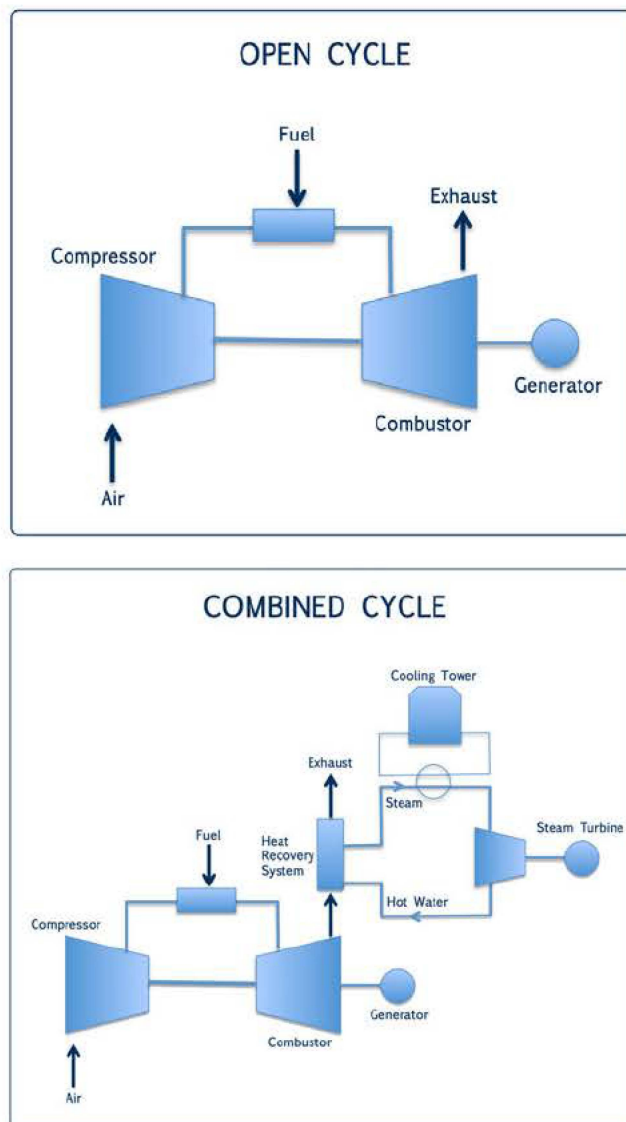 OPEN CYCLE
Fuel
Exhaust
Compressor
Generator
Combustor
Air
COMBINED CYCLE
Cooling Tower
Exhaust
Steam
Fuel
Heat
Recovery
System
Steam Turbine
Hot Water
Compressor
Generator
Combustor
Air